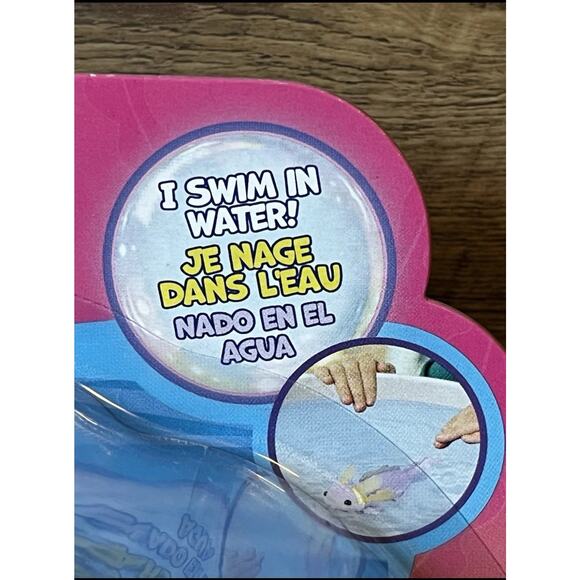 I SWIM IN
WATER!
JE NAGE
DANS L'EAU
NADO EN EL
AGUA